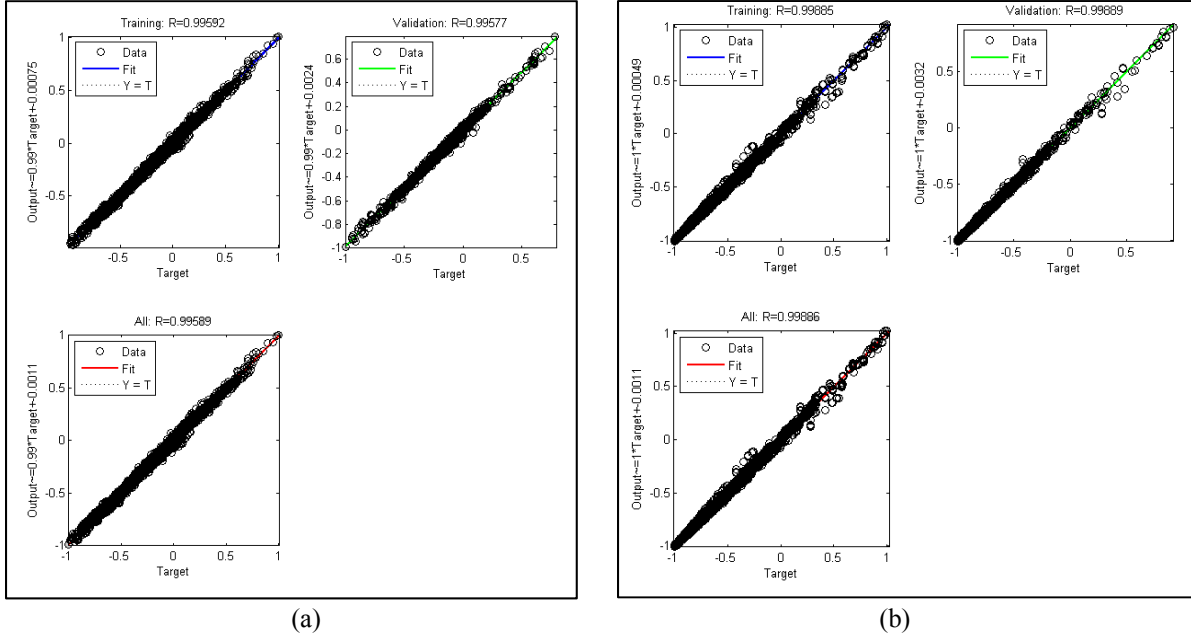 Training: R=0.99592
Output~=0.99*Target+-0.00075
1
0.5
0
-0.5
Data
Fit
Y = T
-0.5
0
0.5
1
Target
Validation: R=0.99577
Output~=0.99*Target+-0.0024
0.6
0.4
0.2
0
-0.2
-0.4
-0.6
-0.8
-1
Data
Fit
Y = T
-1
-0.5
0
0.5
Target
All: R=0.99589
Output~=0.99*Target+-0.0011
1
0.5
0
-0.5
-1
Data
Fit
Y = T
-1
-0.5
0
0.5
1
Target
(a)
Training: R=0.99885
Output~=1*Target+-0.00049
1
0.5
0
-0.5
-1
Data
Fit
Y = T
-1
-0.5
0
0.5
1
Target
Validation: R=0.99889
Output~=1*Target+-0.0032
0.5
0
-0.5
-1
Data
Fit
Y = T
-1
-0.5
0
0.5
Target
All: R=0.99886
Output~=1*Target+-0.0011
1
0.5
0
-0.5
-1
Data
Fit
Y = T
-1
-0.5
0
0.5
1
Target
(b)